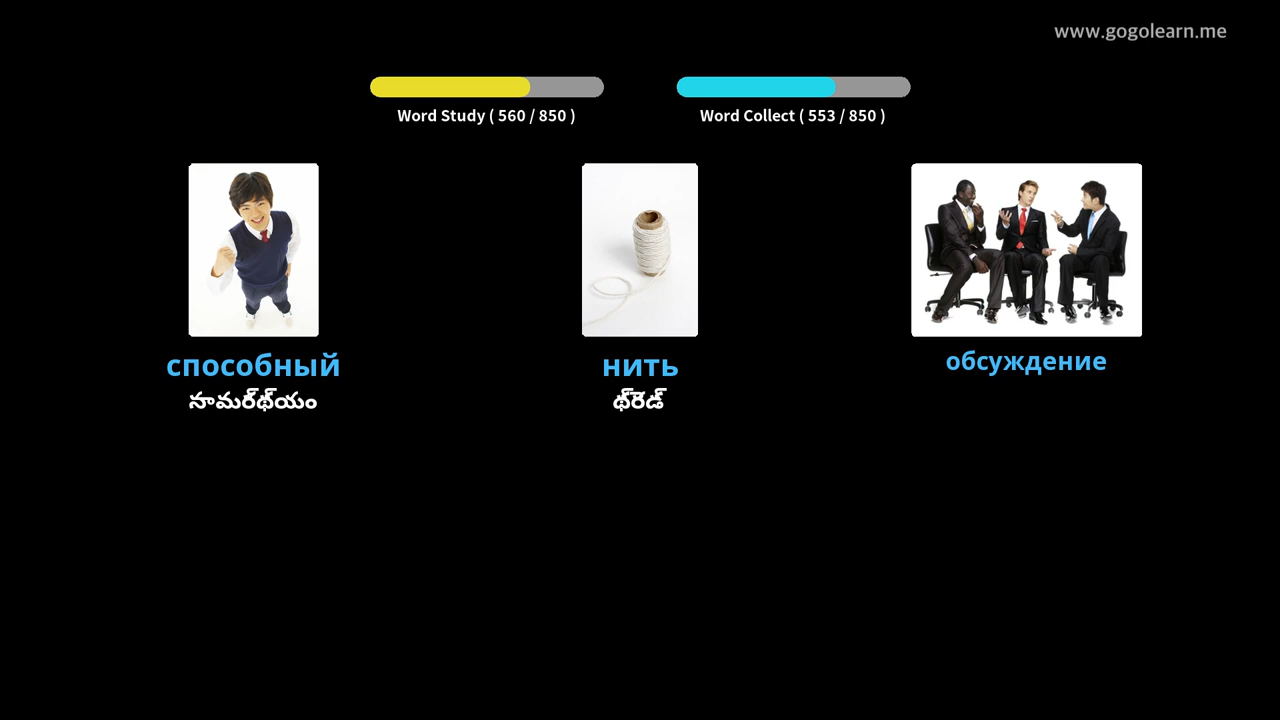 www.gogolearn.me
Word Study ( 560 / 850 )
Word Collect ( 553 / 850 )
способный
нить
обсуждение
సామర్థ్యం
థ్రెడ్